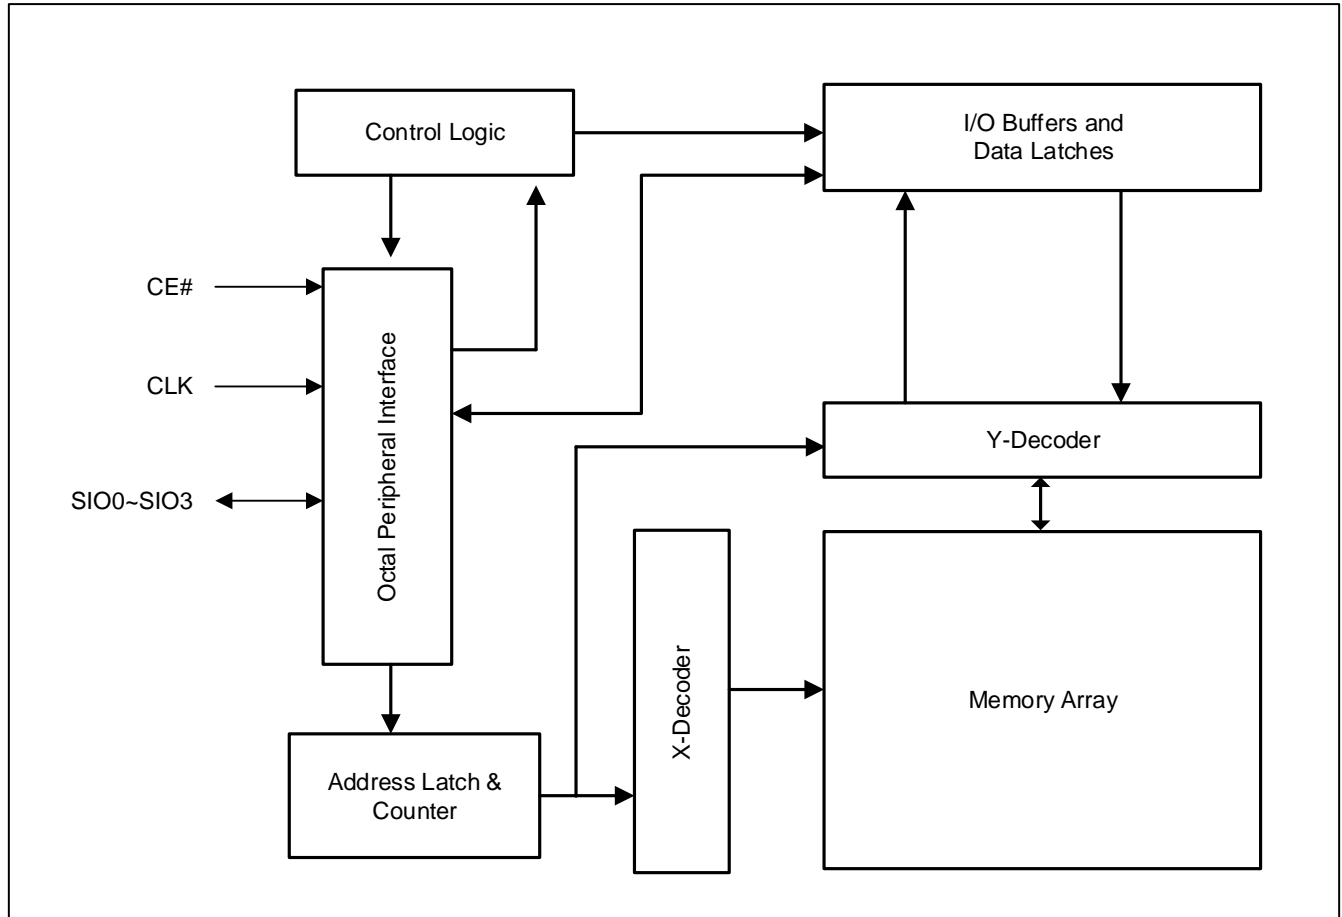 Control Logic
I/O Buffers and
Data Latches
CE#
CLK
SIO0~SIO3
Octal Peripheral Interface
Y-Decoder
X-Decoder
Memory Array
Address Latch &
Counter